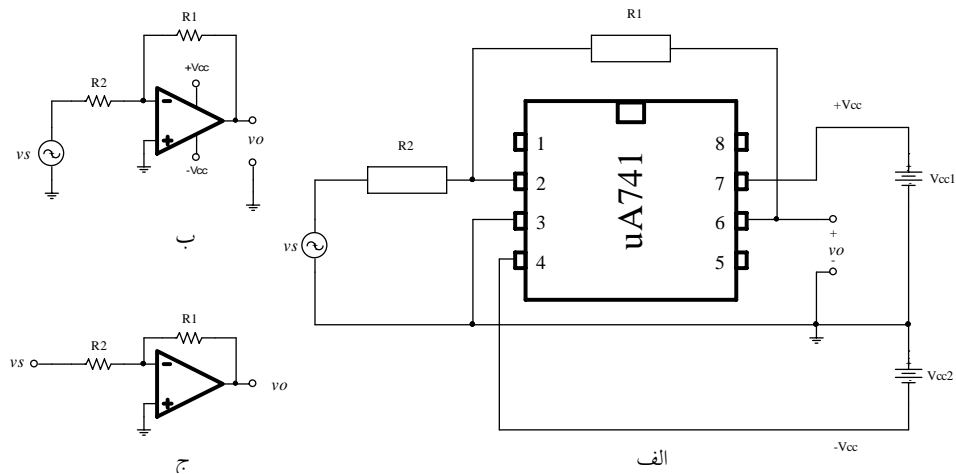 R1
R2
+Vcc
-Vcc
vs
vo
ب
R1
R2
vs
vo
ج
R1
R2
uA741
1
2
3
4
8
7
6
5
+Vcc
Vcc1
+
vo
-
vs
Vcc2
-Vcc
الف